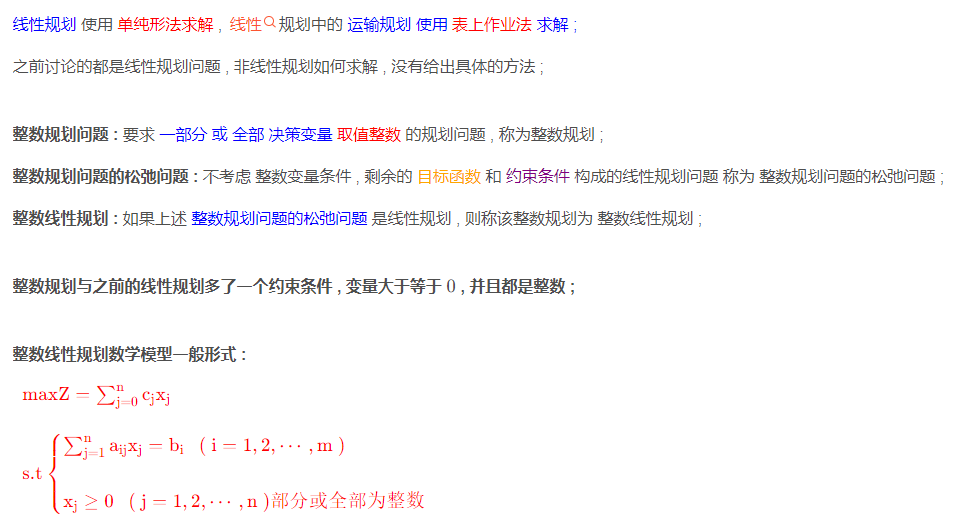 线性规划 使用 单纯形法求解 , 线性规划中的 运输规划 使用 表上作业法 求解 ;
之前讨论的都是线性规划问题 , 非线性规划如何求解 , 没有给出具体的方法 ;
整数规划问题 : 要求 一部分 或 全部 决策变量 取值整数 的规划问题 , 称为整数规划 ;
整数规划问题的松弛问题 : 不考虑 整数变量条件 , 剩余的 目标函数 和 约束条件 构成的线性规划问题 称为 整数规划问题的松弛问题 ;
整数线性规划 : 如果上述 整数规划问题的松弛问题 是线性规划 , 则称该整数规划为 整数线性规划 ;
整数规划与之前的线性规划多了一个约束条件 , 变量大于等于 0 , 并且都是整数 ;
整数线性规划数学模型一般形式 :
maxZ = ∑_{j=0}^{n} c_j x_j
s.t { ∑_{j=1}^{n} a_{ij} x_j = b_i ( i = 1, 2, ⋯ , m )
x_j ≥ 0 ( j = 1, 2, ⋯ , n )部分或全部为整数